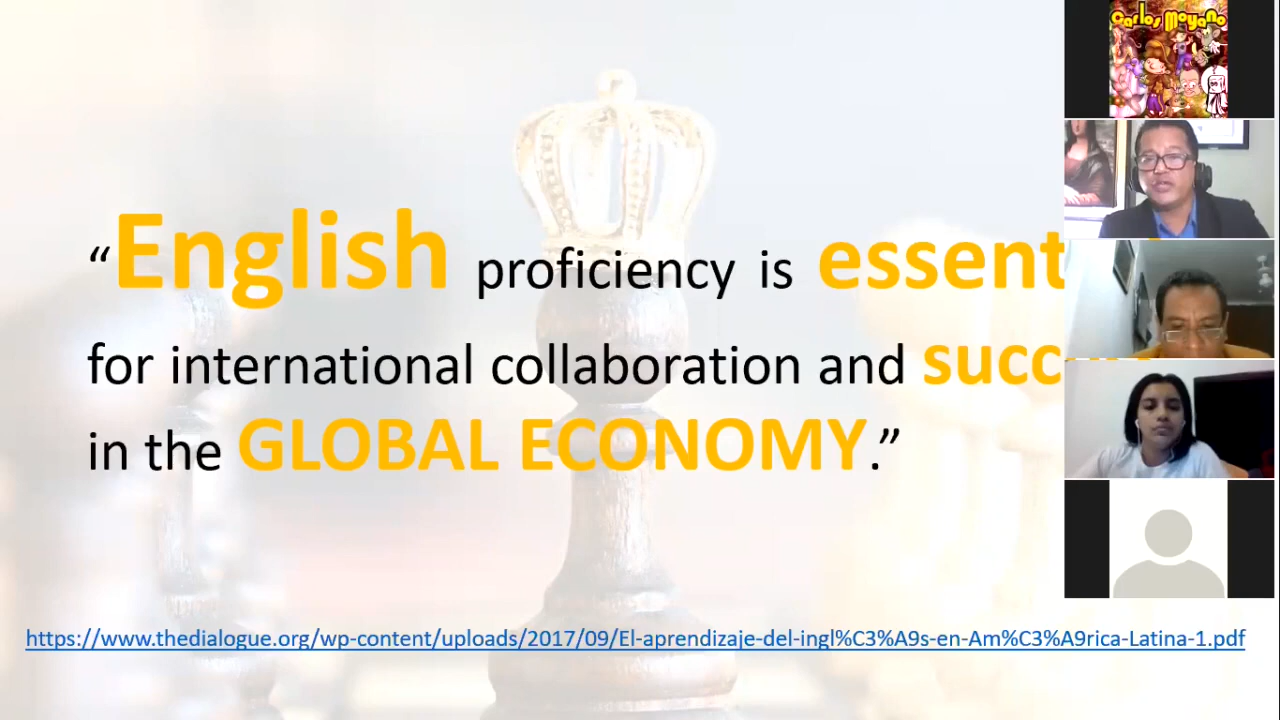 Carlos Moyano
“English proficiency is essent
for international collaboration and succ
in the GLOBAL ECONOMY.”
https://www.thedialogue.org/wp-content/uploads/2017/09/El-aprendizaje-del-ingl%C3%A9s-en-Am%C3%A9rica-Latina-1.pdf